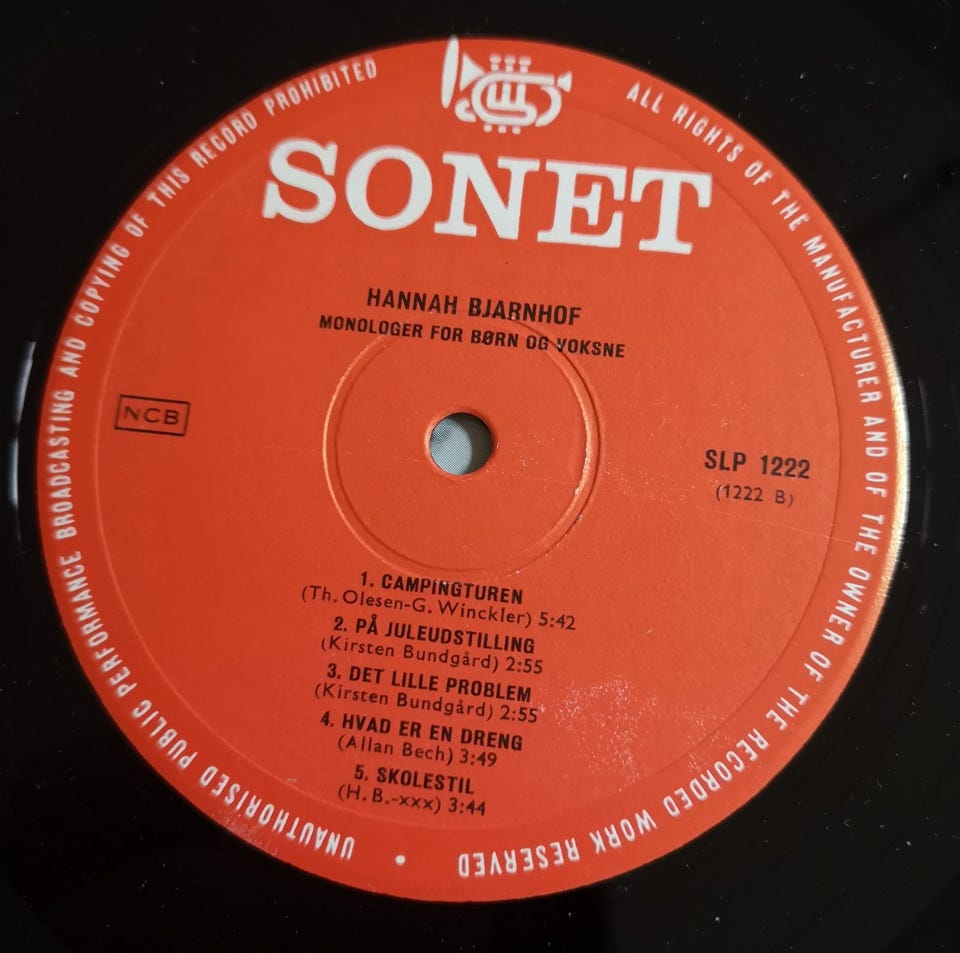 UNAUTHORISED PUBLIC PERFORMANCE BROADCASTING AND COPYING OF THIS RECORD PROHIBITED
ALL RIGHTS OF THE MANUFACTURER AND OF THE OWNER OF THE RECORDED WORK RESERVED
SONET
HANNAH BJARNHOF
MONOLOGER FOR BØRN OG VOKSNE
NCB
SLP 1222
(1222 B)
1. CAMPINGTUREN
(Th. Olesen-G. Winckler) 5:42
2. PÅ JULEUDSTILLING
(Kirsten Bundgård) 2:55
3. DET LILLE PROBLEM
(Kirsten Bundgård) 2:55
4. HVAD ER EN DRENG
(Allan Bech) 3:49
5. SKOLESTIL
(H.B.-xxx) 3:44